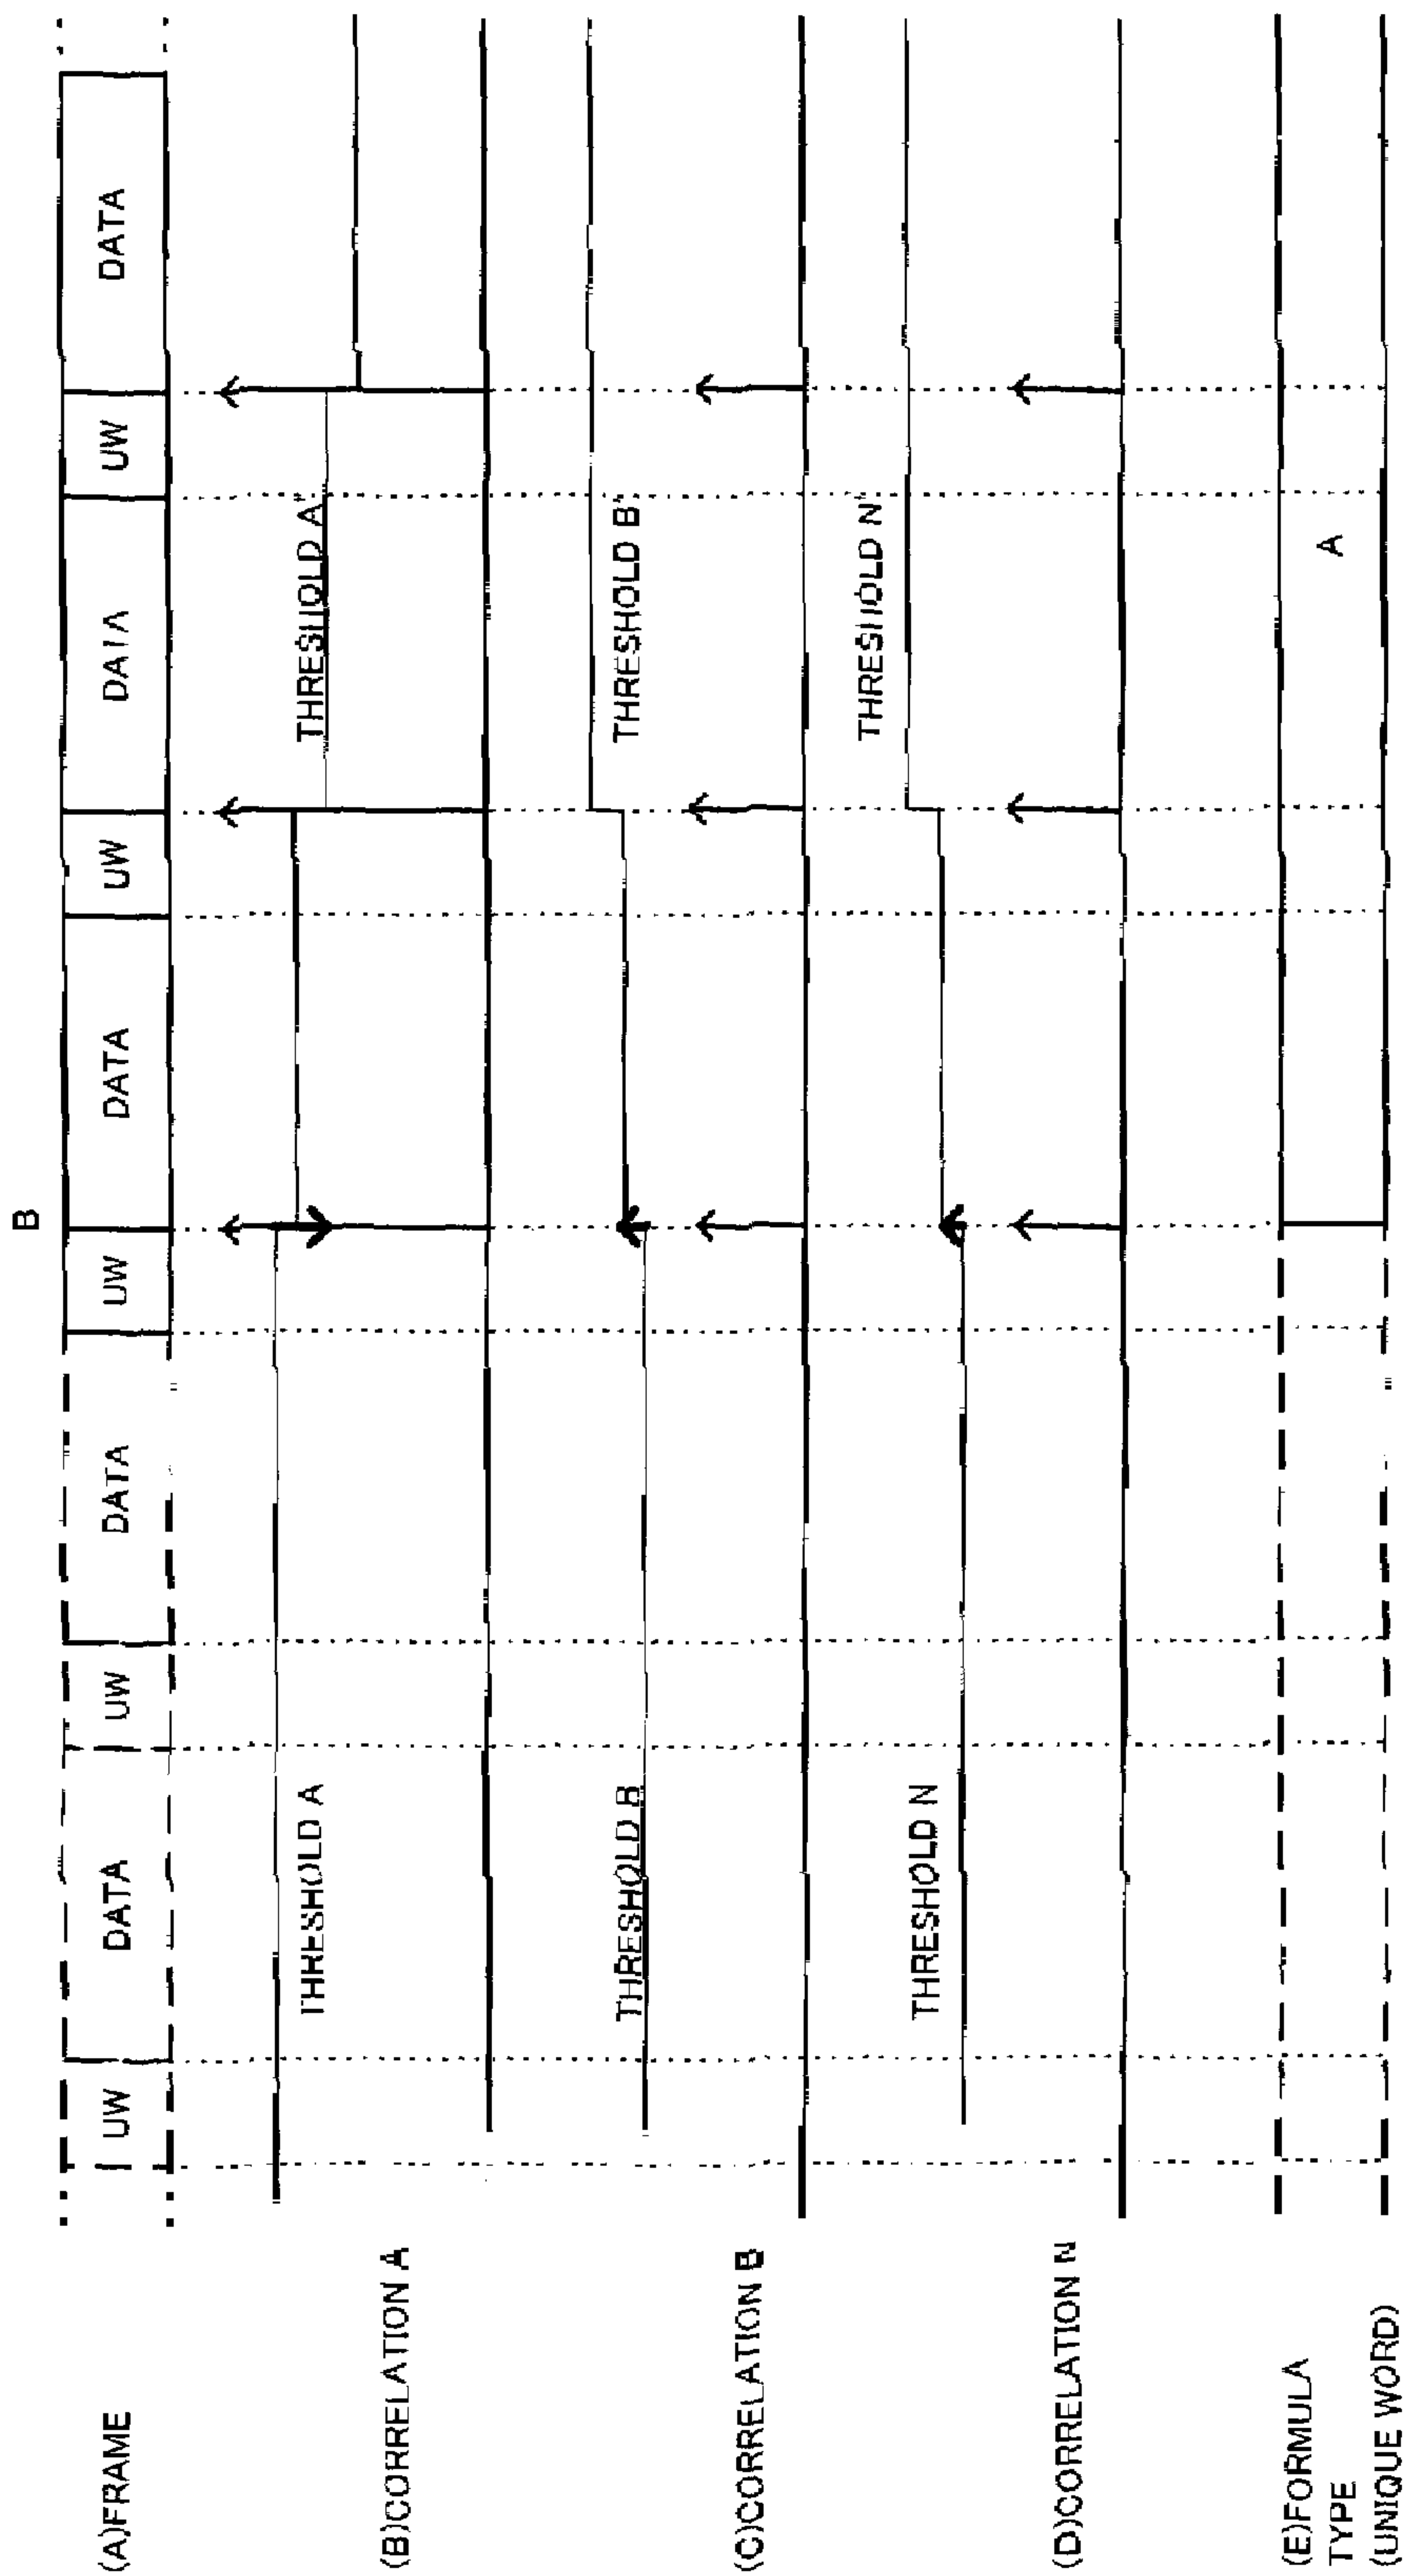 B
(A)FRAME UW DATA UW DATA UW DATA UW DATA UW DATA
THRESHOLD A THRESHOLD A'
(B)CORRELATION A
THRESHOLD B THRESHOLD B'
(C)CORRELATION B
THRESHOLD N THRESHOLD N'
(D)CORRELATION N
(E)FORMULA
TYPE A
(UNIQUE WORD)